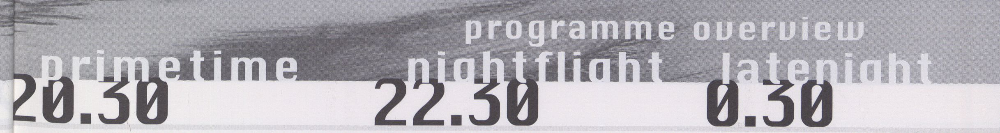 programme overview
primetime nightflight latenight
20.30 22.30 0.30